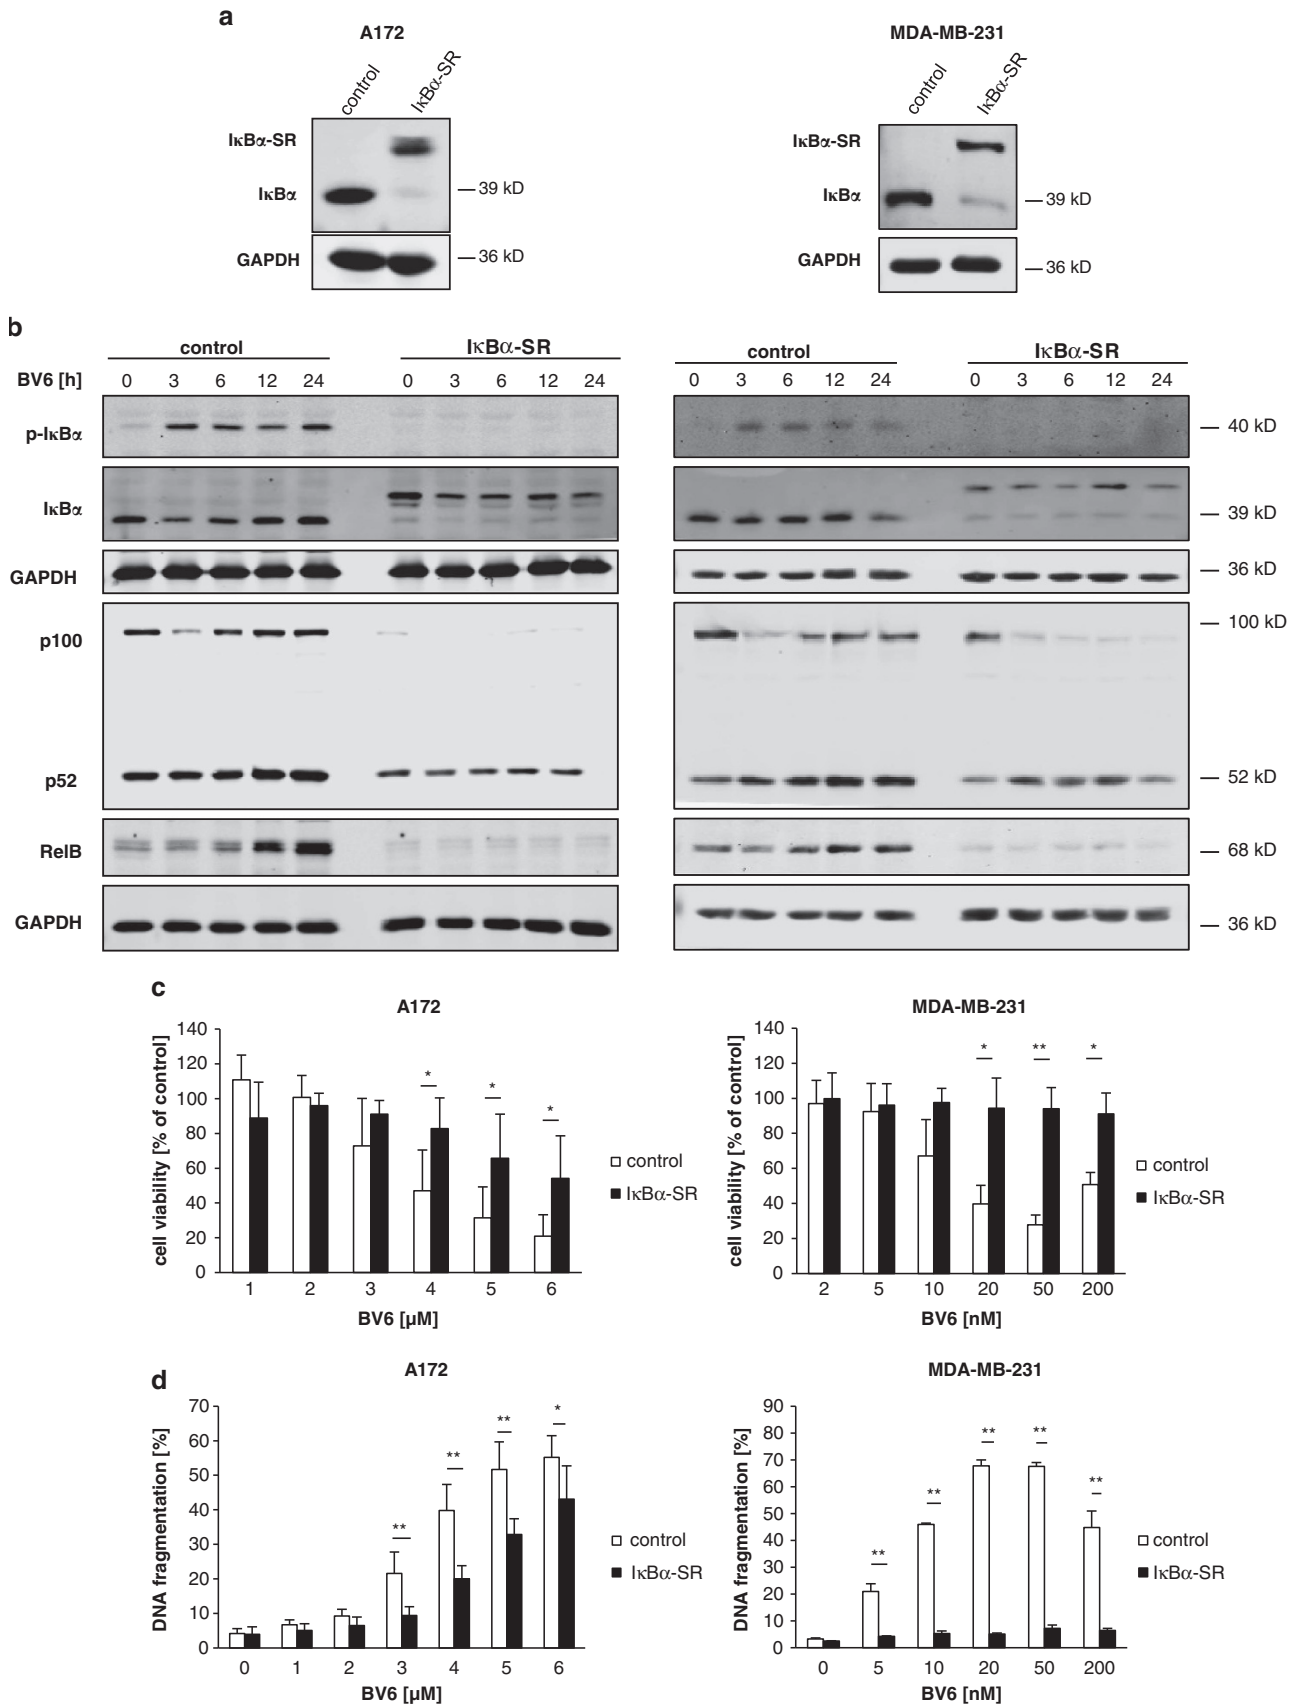 a
A172
MDA-MB-231
control
IκBα-SR
control
IκBα-SR
IκBα-SR
IκBα
39 kD
GAPDH
36 kD
IκBα-SR
IκBα
39 kD
GAPDH
36 kD
b
control
IκBα-SR
control
IκBα-SR
BV6 [h] 0 3 6 12 24 0 3 6 12 24 0 3 6 12 24 0 3 6 12 24
p-IκBα
40 kD
IκBα
39 kD
GAPDH
36 kD
100 kD
p100
p52
52 kD
RelB
68 kD
GAPDH
36 kD
c
A172
cell viability [% of control]
140
120
100
80
60
40
20
0
* * *
control
IκBα-SR
1 2 3 4 5 6
BV6 [µM]
MDA-MB-231
cell viability [% of control]
140
120
100
80
60
40
20
0
* ** *
control
IκBα-SR
2 5 10 20 50 200
BV6 [nM]
d
A172
DNA fragmentation [%]
70
60
50
40
30
20
10
0
** ** ** *
control
IκBα-SR
0 1 2 3 4 5 6
BV6 [µM]
MDA-MB-231
DNA fragmentation [%]
90
80
70
60
50
40
30
20
10
0
** ** ** ** **
control
IκBα-SR
0 5 10 20 50 200
BV6 [nM]